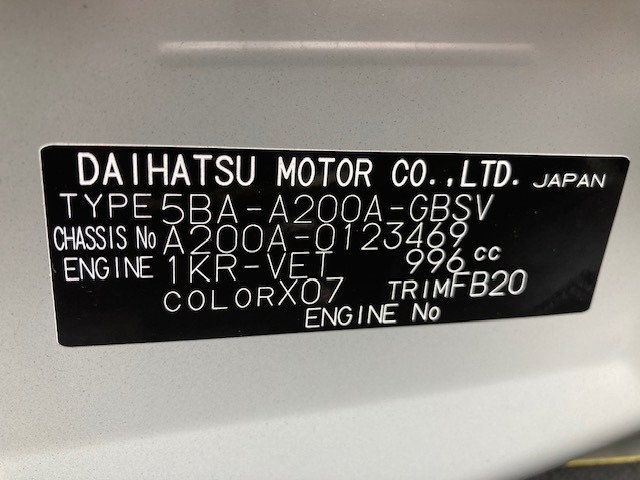 DAIHATSU MOTOR CO.,LTD. JAPAN
TYPE 5BA-A200A-GBSV
CHASSIS No A200A-0123469
ENGINE 1KR-VET 996 cc
COLOR X07 TRIM FB20
ENGINE No